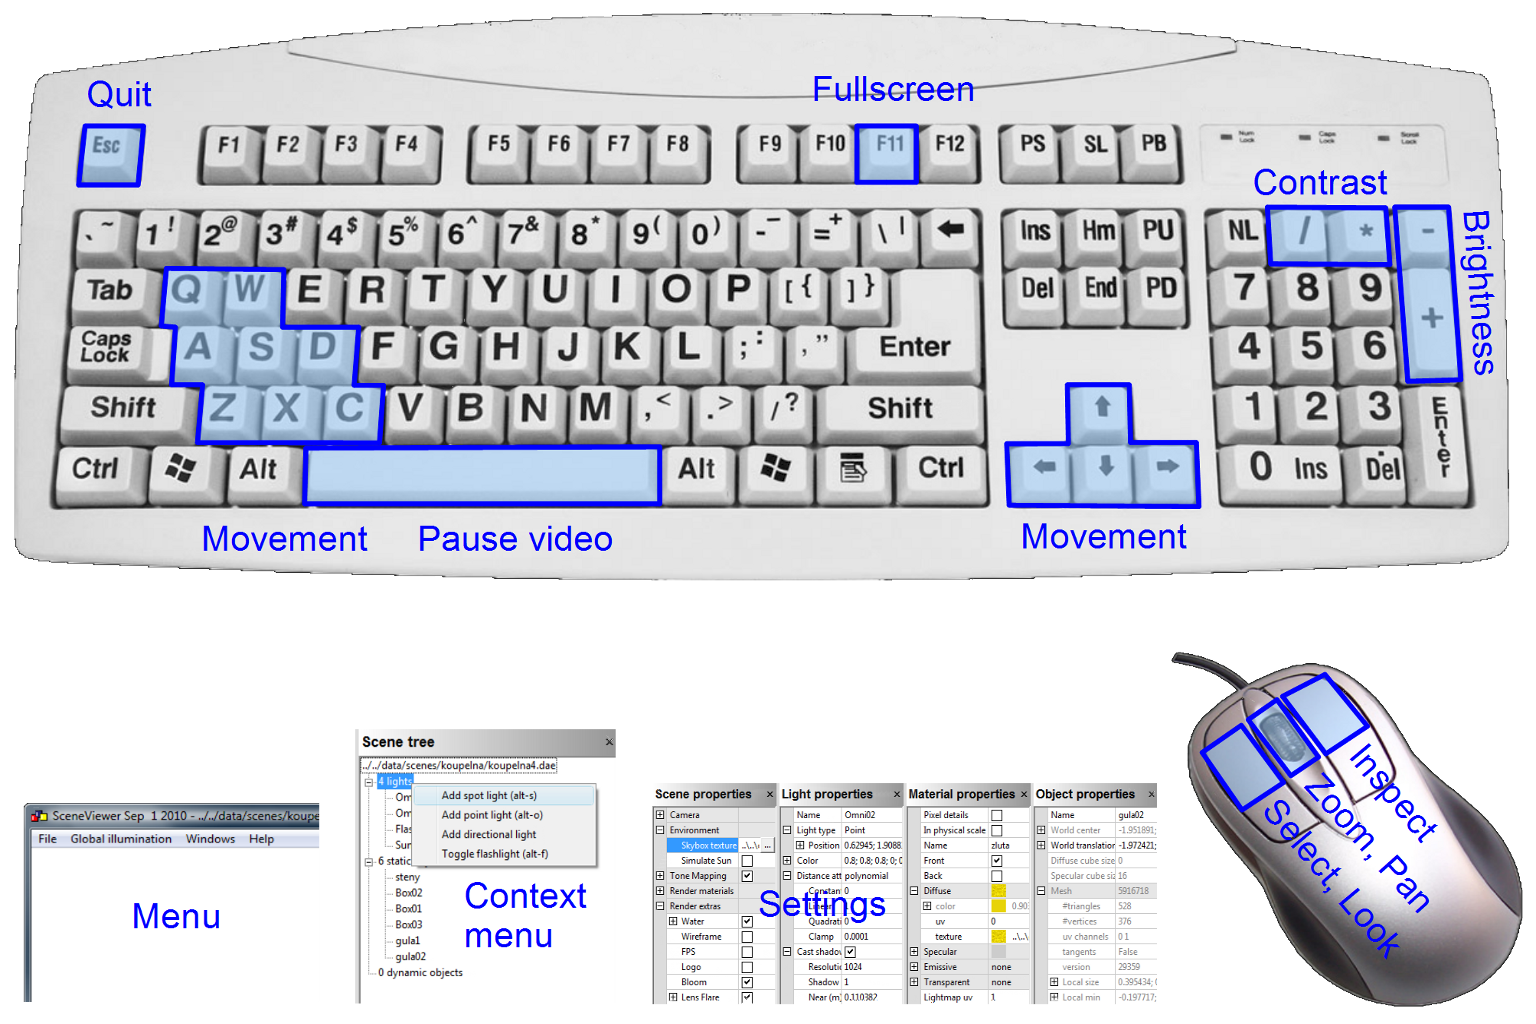 Quit
Fullscreen
Esc F1 F2 F3 F4 F5 F6 F7 F8 F9 F10 F11 F12 PS SL PB
Num Lock Caps Lock Scroll Lock
Contrast
Brightness
` ~ 1 ! 2 @ 3 # 4 $ 5 % 6 ^ 7 & 8 * 9 ( 0 ) - - = + \ | Ins Hm PU NL / * -
Tab Q W E R T Y U I O P [ { ] } Del End PD 7 8 9 +
Caps Lock A S D F G H J K L ; : , " Enter 4 5 6
Shift Z X C V B N M , < . > / ? Shift 1 2 3 Enter
Ctrl Alt Alt Ctrl 0 Ins Del
Movement Pause video Movement
SceneViewer Sep 1 2010 - ../../data/scenes/koupe
File Global illumination Windows Help
Menu
Scene tree x
../../data/scenes/koupelna/koupelna4.dae
4 lights
Om
Om
Flas
Sun
Add spot light (alt-s)
Add point light (alt-o)
Add directional light
Toggle flashlight (alt-f)
6 static
steny
Box02
Box01
Box03
gula1
gula02
0 dynamic objects
Context
menu
Scene properties x
Camera
Environment
Skybox texture ..\..\ ...
Simulate Sun
Tone Mapping
Render materials
Render extras
Water
Wireframe
FPS
Logo
Bloom
Lens Flare
Settings
Light properties x
Name Omni02
Light type Point
Position 0.62945; 1.9088
Color 0.8; 0.8; 0.8; 0;
Distance att polynomial
Constan 0
Linear
Quadrati 0
Clamp 0.0001
Cast shadov
Resoluti 1024
Shadow 1
Near (m) 0.110382
Material properties x
Pixel details
In physical scale
Name zluta
Front
Back
Diffuse
color 0.90
uv 0
texture ..\..\
Specular
Emissive none
Transparent none
Lightmap uv 1
Object properties x
Name gula02
World center -1.951891;
World translation -1.972421;
Diffuse cube size 0
Specular cube siz 16
Mesh 5916718
#triangles 528
#vertices 376
uv channels 0 1
tangents False
version 29359
Local size 0.395434; 0
Local min -0.197717;
Inspect
Zoom, Pan
Select, Look